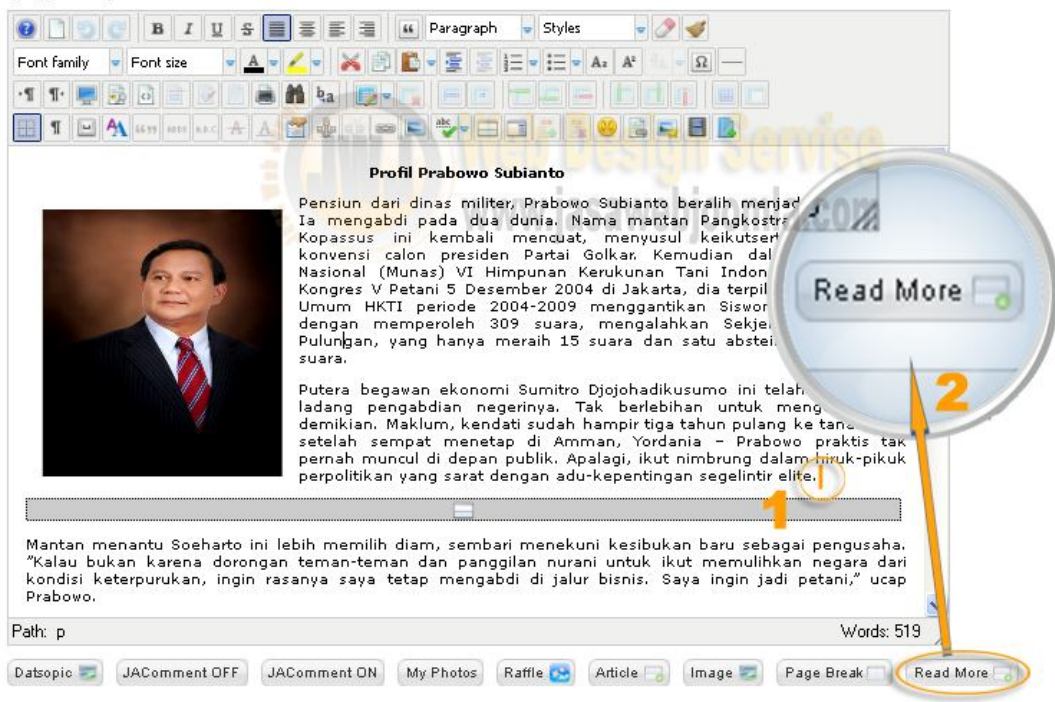 Paragraph Styles
Font family Font size
Web Design Servise
www.jasawebjoomla.com
Profil Prabowo Subianto
Pensiun dari dinas militer, Prabowo Subianto beralih menjad
Ia mengabdi pada dua dunia. Nama mantan Pangkostra
Kopassus ini kembali mencuat, menyusul keikutsert
konvensi calon presiden Partai Golkar. Kemudian dal
Nasional (Munas) VI Himpunan Kerukunan Tani Indon
Kongres V Petani 5 Desember 2004 di Jakarta, dia terpil
Umum HKTI periode 2004-2009 menggantikan Siswor
dengan memperoleh 309 suara, mengalahkan Sekje
Pulungan, yang hanya meraih 15 suara dan satu abstei
suara.
Read More
Putera begawan ekonomi Sumitro Djojohadikusumo ini telah
ladang pengabdian negerinya. Tak berlebihan untuk meng
demikian. Maklum, kendati sudah hampir tiga tahun pulang ke tan
setelah sempat menetap di Amman, Yordania – Prabowo praktis tak
pernah muncul di depan publik. Apalagi, ikut nimbrung dalam hiruk-pikuk
perpolitikan yang sarat dengan adu-kepentingan segelintir elite.
1
2
Mantan menantu Soeharto ini lebih memilih diam, sembari menekuni kesibukan baru sebagai pengusaha.
"Kalau bukan karena dorongan teman-teman dan panggilan nurani untuk ikut memulihkan negara dari
kondisi keterpurukan, ingin rasanya saya tetap mengabdi di jalur bisnis. Saya ingin jadi petani," ucap
Prabowo.
Path: p Words: 519
Datsopic JAComment OFF JAComment ON My Photos Raffle Article Image Page Break Read More